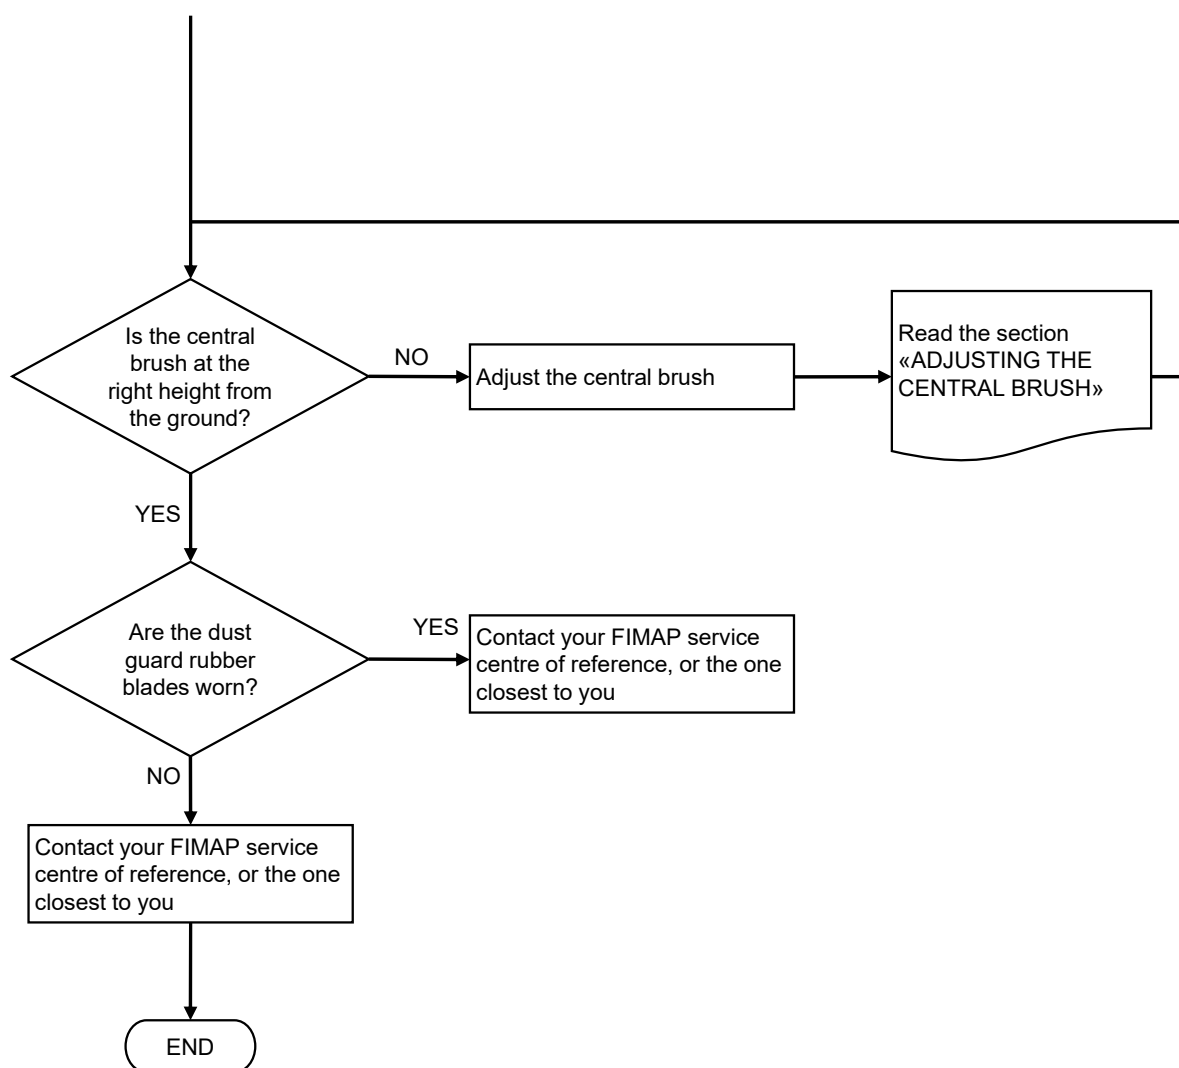 Is the central
brush at the
right height from
the ground?
NO
Adjust the central brush
Read the section
«ADJUSTING THE
CENTRAL BRUSH»
YES
Are the dust
guard rubber
blades worn?
YES
Contact your FIMAP service
centre of reference, or the one
closest to you
NO
Contact your FIMAP service
centre of reference, or the one
closest to you
END